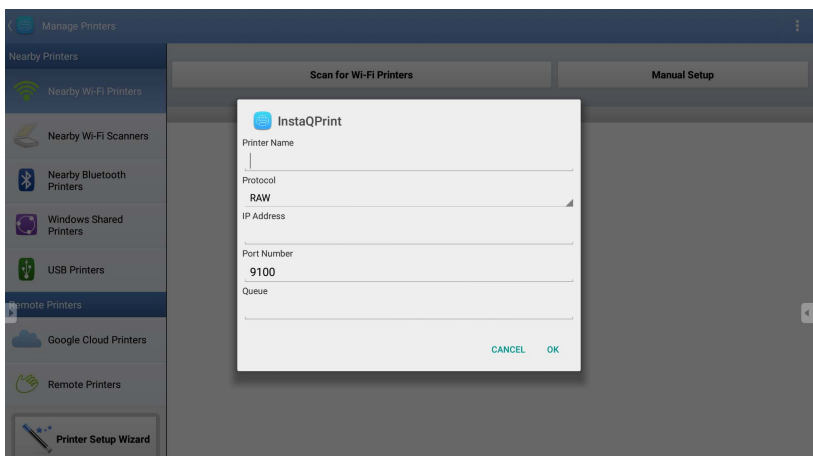 Manage Printers
Nearby Printers
Nearby Wi-Fi Printers
Nearby Wi-Fi Scanners
Nearby Bluetooth
Printers
Windows Shared
Printers
USB Printers
Remote Printers
Google Cloud Printers
Remote Printers
Printer Setup Wizard
Scan for Wi-Fi Printers
Manual Setup
InstaQPrint
Printer Name
Protocol
RAW
IP Address
Port Number
9100
Queue
CANCEL OK